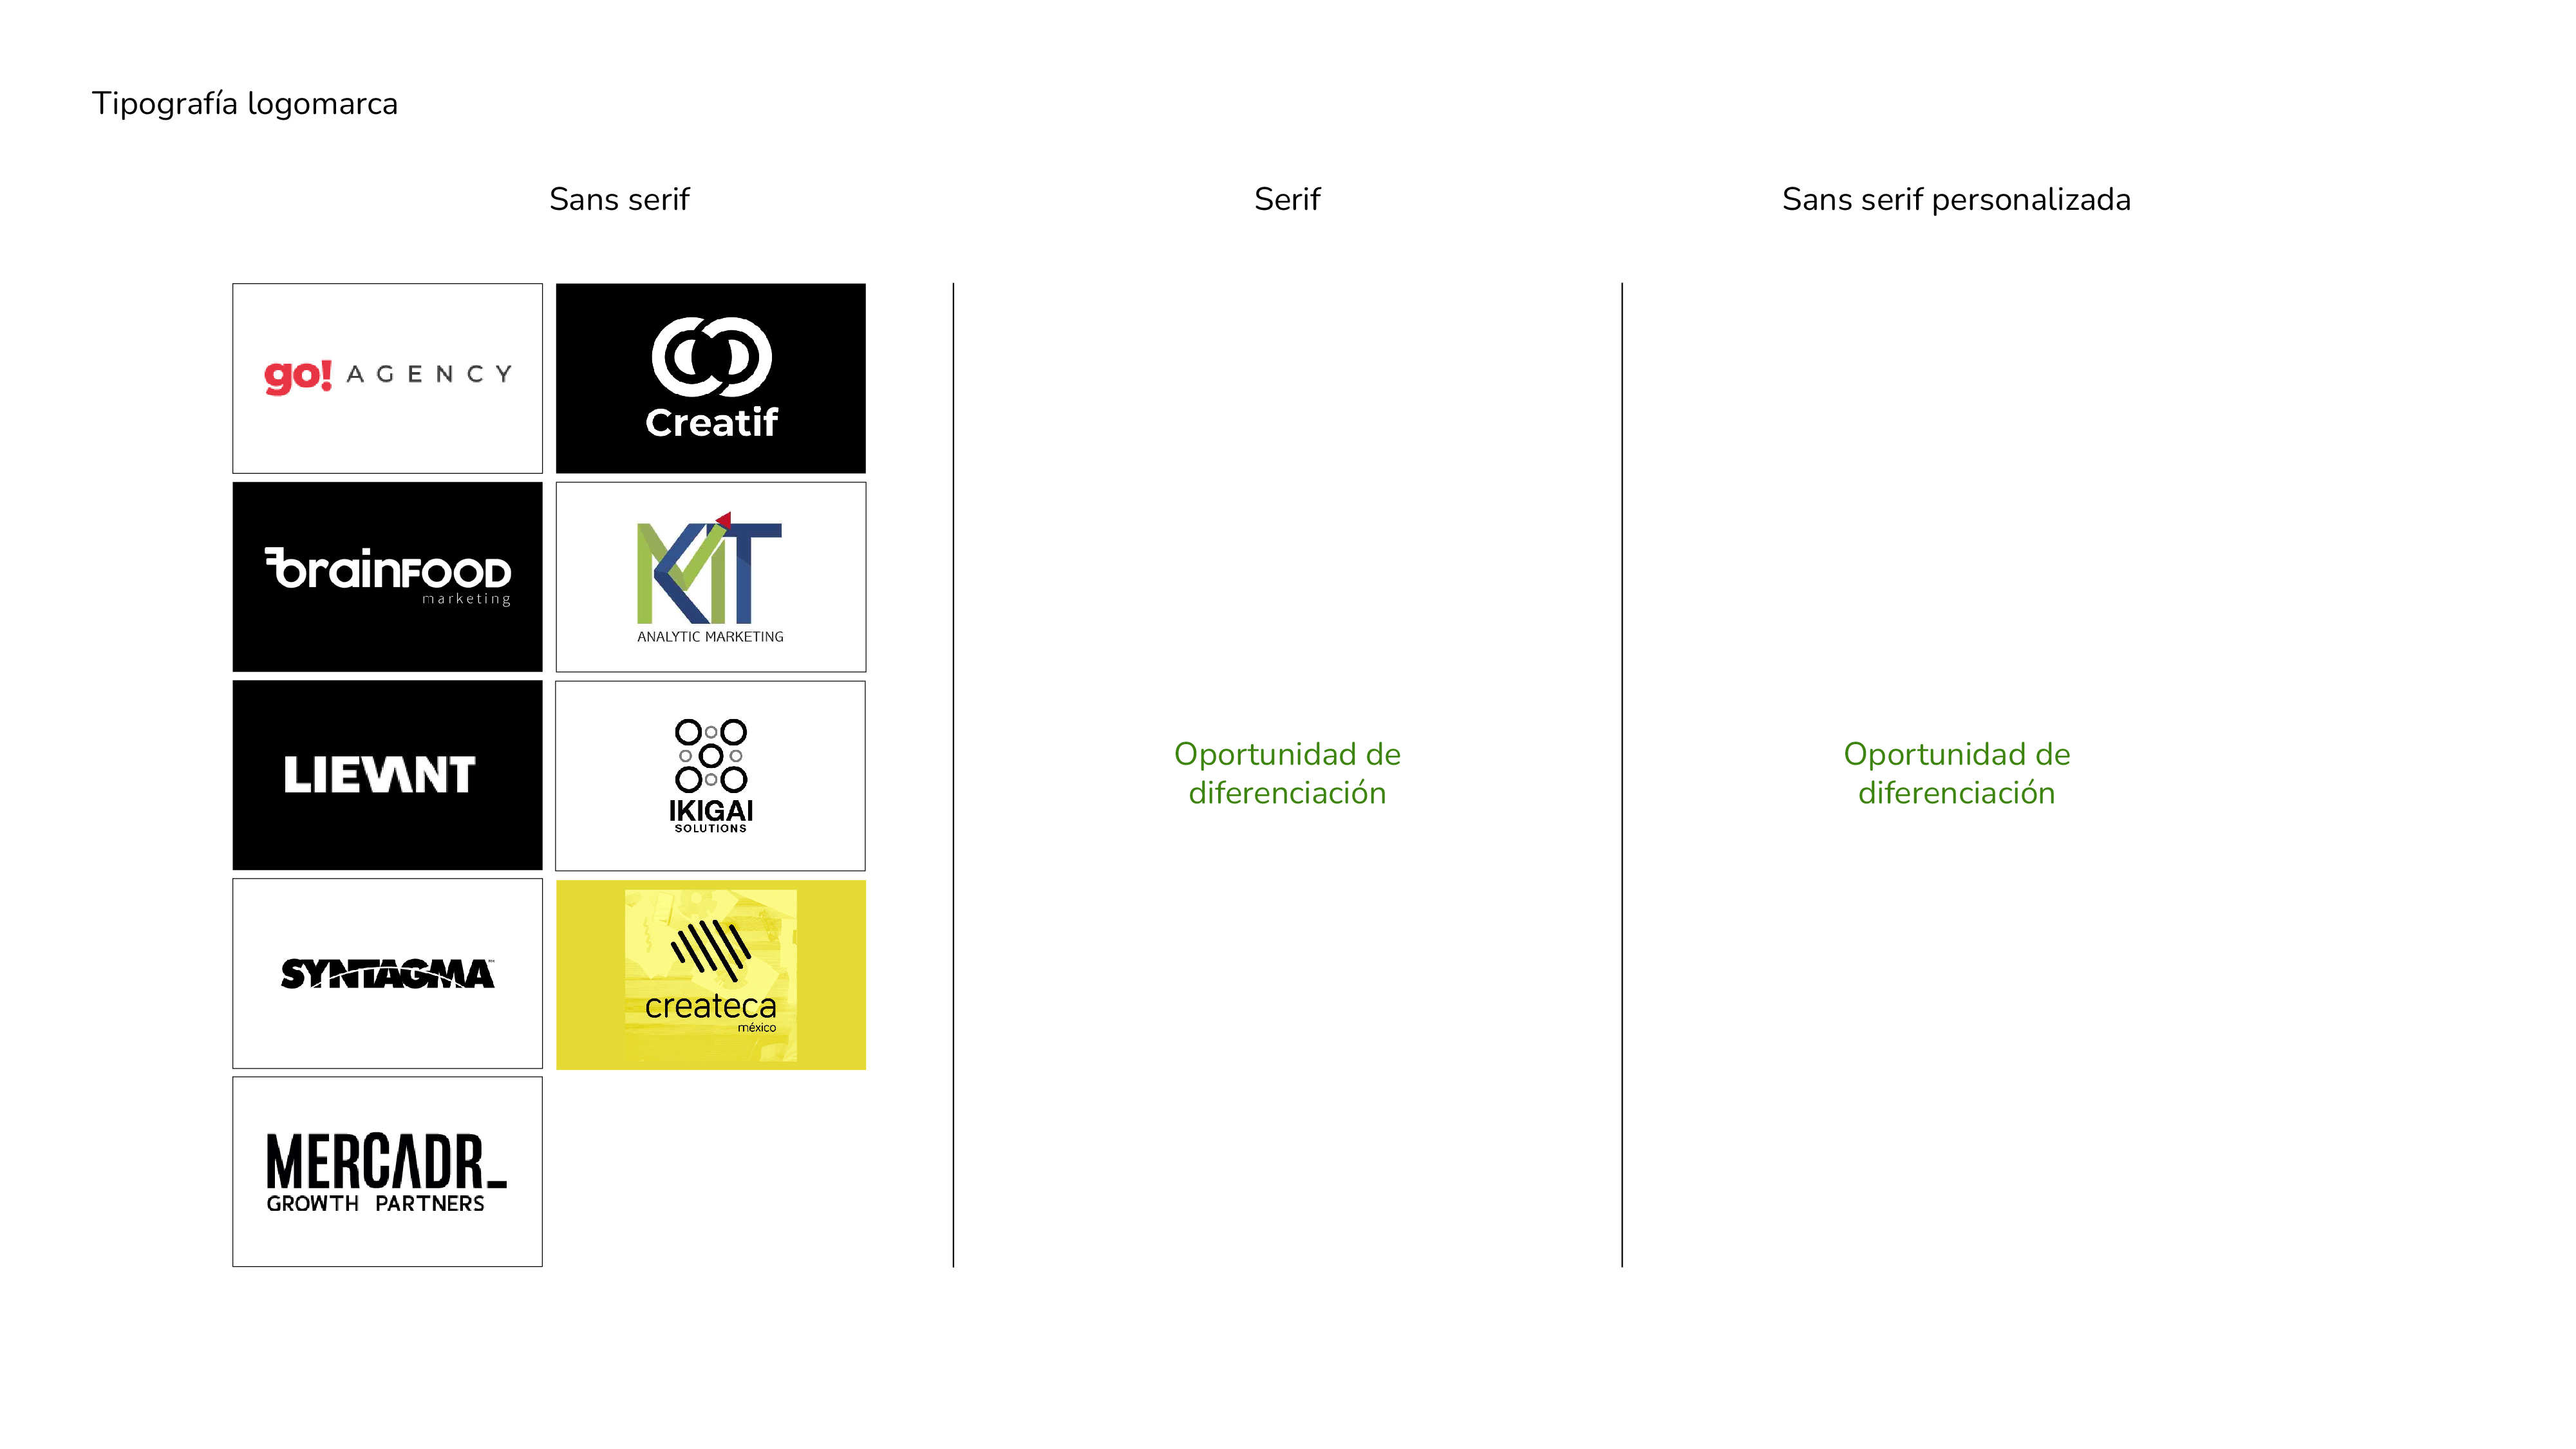 Tipografía logomarca
Sans serif
Serif
Sans serif personalizada
go! AGENCY
Creatif
brainFOOD
marketing
KMT
ANALYTIC MARKETING
LIEVANT
IKIGAI
SOLUTIONS
SYNTAGMA
createca
méxico
MERCADR_
GROWTH PARTNERS
Oportunidad de
diferenciación
Oportunidad de
diferenciación